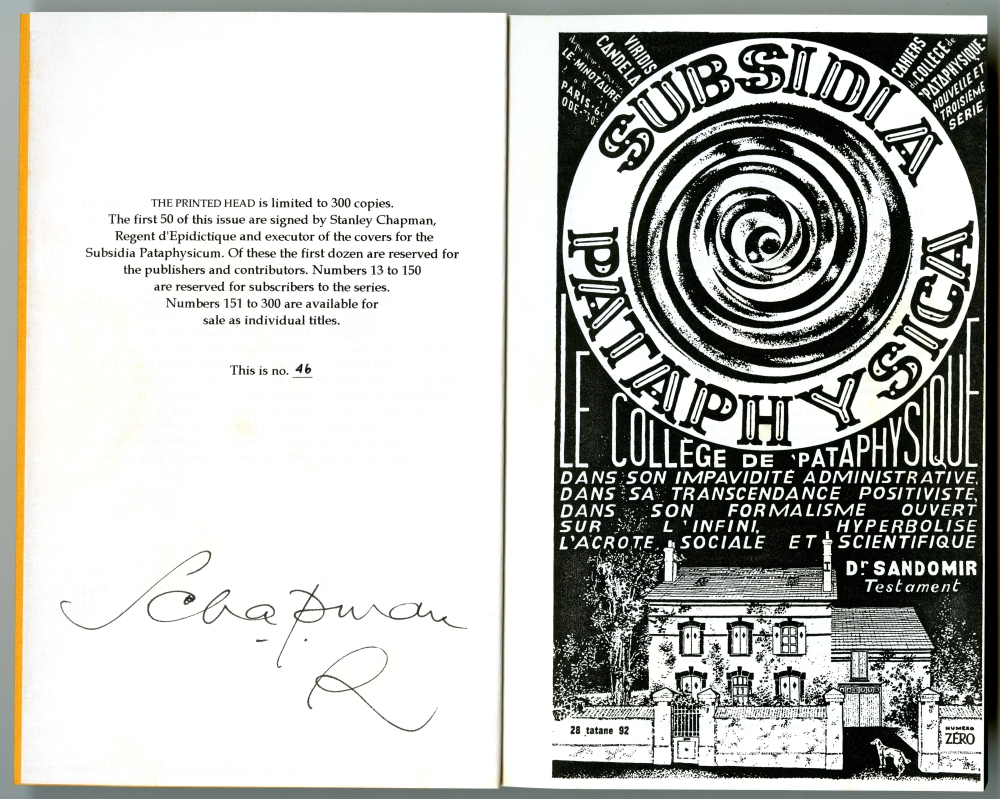 THE PRINTED HEAD is limited to 300 copies.
The first 50 of this issue are signed by Stanley Chapman,
Regent d'Epidictique and executor of the covers for the
Subsidia Pataphysicum. Of these the first dozen are reserved for
the publishers and contributors. Numbers 13 to 150
are reserved for subscribers to the series.
Numbers 151 to 300 are available for
sale as individual titles.
This is no. 46
SChapman
R
VIRIDIS
CANDELA
LE MINOTAURE
PARIS-6
ODE-
CAHIERS
du COLLÈGE de
PATAPHYSIQUE.
NOUVELLE ET
TROISIÈME
SÉRIE
SUBSIDIA
PATAPHYSICA
LE COLLÈGE DE 'PATAPHYSIQUE
DANS SON IMPAVIDITÉ ADMINISTRATIVE,
DANS SA TRANSCENDANCE POSITIVISTE,
DANS SON FORMALISME OUVERT
SUR L'INFINI, HYPERBOLISE
L'ACROTE SOCIALE ET SCIENTIFIQUE
Dr SANDOMIR
Testament
28 tatane 92
NUMÉRO
ZÉRO